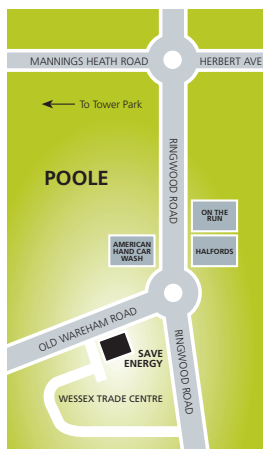 MANNINGS HEATH ROAD
HERBERT AVE
To Tower Park
RINGWOOD ROAD
POOLE
ON THE
RUN
AMERICAN
HAND CAR
WASH
HALFORDS
OLD WAREHAM ROAD
SAVE
ENERGY
RINGWOOD ROAD
WESSEX TRADE CENTRE